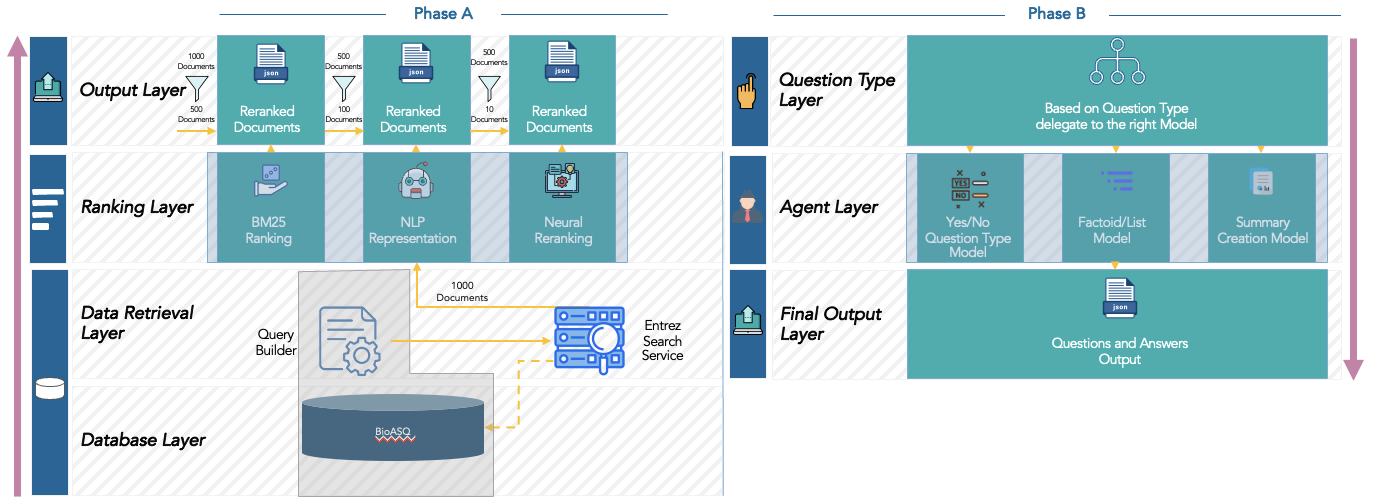 Phase A
Output Layer
1000
Documents
500
Documents
json
Reranked
Documents
500
Documents
100
Documents
json
Reranked
Documents
500
Documents
10
Documents
json
Reranked
Documents
Ranking Layer
BM25
Ranking
NLP
Representation
Neural
Reranking
Data Retrieval
Layer
Query
Builder
1000
Documents
Entrez
Search
Service
Database Layer
BioASQ
Phase B
Question Type
Layer
Based on Question Type
delegate to the right Model
Agent Layer
YES
NO
Yes/No
Question Type
Model
Factoid/List
Model
Summary
Creation Model
Final Output
Layer
json
Questions and Answers
Output